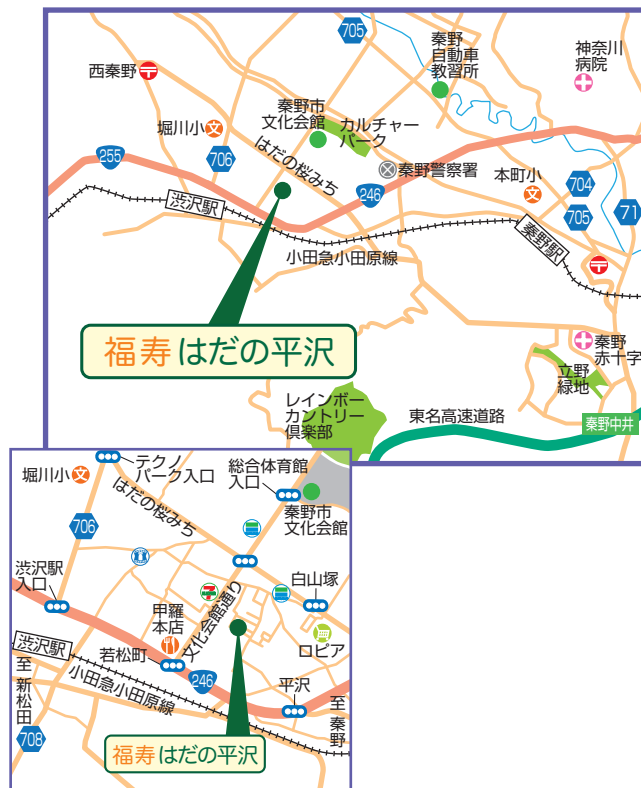 705
秦野
自動車
教習所
神奈川
病院
西秦野
秦野市
文化会館
カルチャー
パーク
堀川小
文
はだの桜みち
255
706
秦野警察署
本町小
文
704
246
渋沢駅
705
71
小田急小田原線
秦野駅
福寿はだの平沢
秦野
赤十字
立野
緑地
レインボー
カントリー
倶楽部
東名高速道路
秦野中井
テクノ
パーク入口
総合体育館
入口
堀川小
文
はだの桜みち
秦野市
文化会館
706
渋沢駅
入口
白山塚
文化会館通り
甲羅
本店
ロピア
渋沢駅
若松町
246
平沢
至
新松田
小田急小田原線
至
秦野
708
福寿はだの平沢